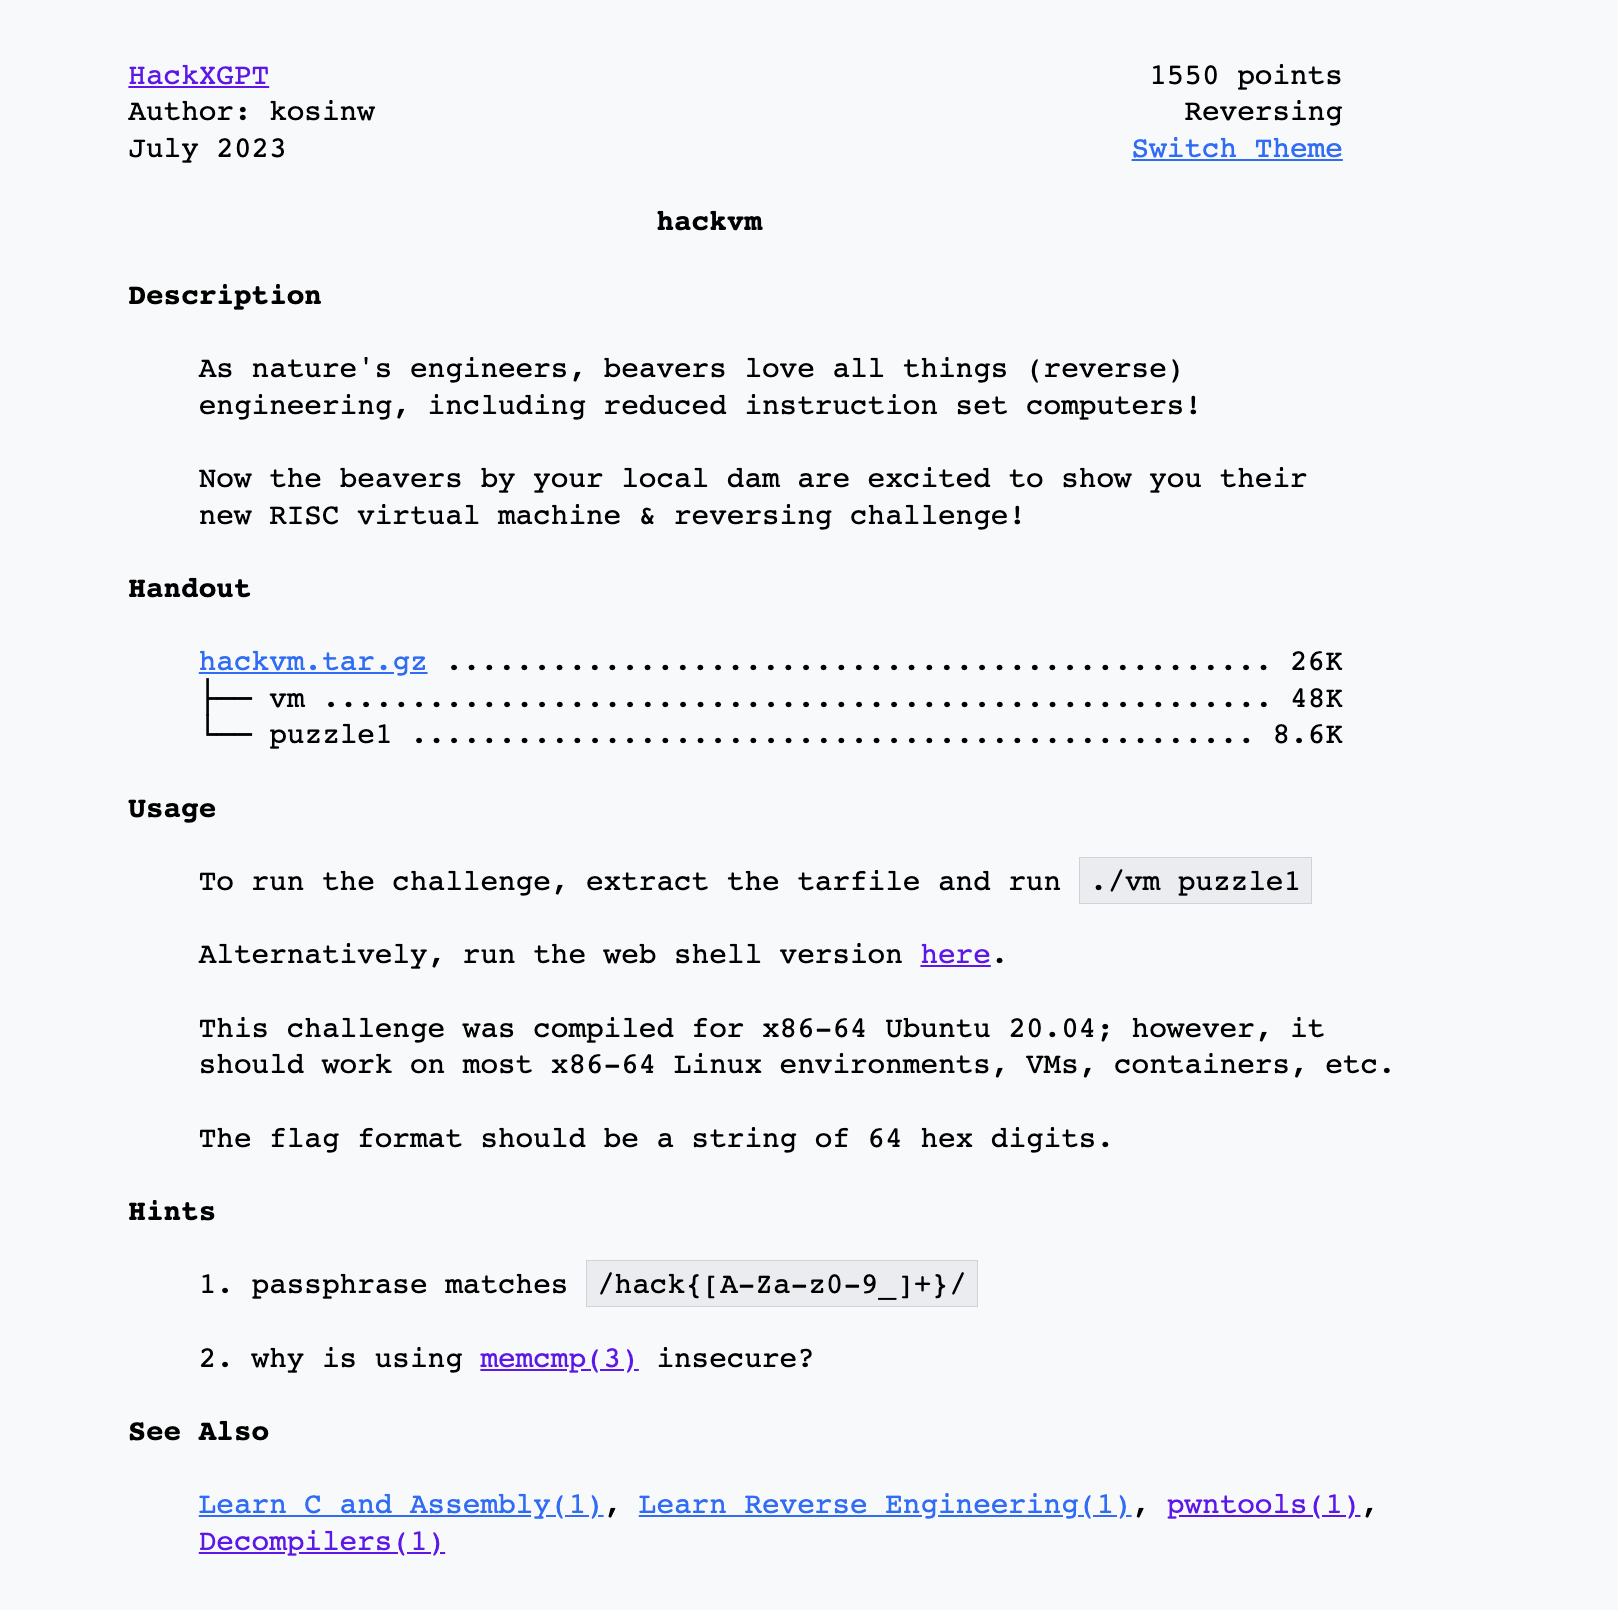 HackXGPT 1550 points
Author: kosinw Reversing
July 2023 Switch Theme
hackvm
Description
As nature's engineers, beavers love all things (reverse)
engineering, including reduced instruction set computers!
Now the beavers by your local dam are excited to show you their
new RISC virtual machine & reversing challenge!
Handout
hackvm.tar.gz ............................................... 26K
├── vm ...................................................... 48K
└── puzzle1 ................................................ 8.6K
Usage
To run the challenge, extract the tarfile and run ./vm puzzle1
Alternatively, run the web shell version here.
This challenge was compiled for x86-64 Ubuntu 20.04; however, it
should work on most x86-64 Linux environments, VMs, containers, etc.
The flag format should be a string of 64 hex digits.
Hints
1. passphrase matches /hack{[A-Za-z0-9_]+}/
2. why is using memcmp(3) insecure?
See Also
Learn C and Assembly(1), Learn Reverse Engineering(1), pwntools(1),
Decompilers(1)